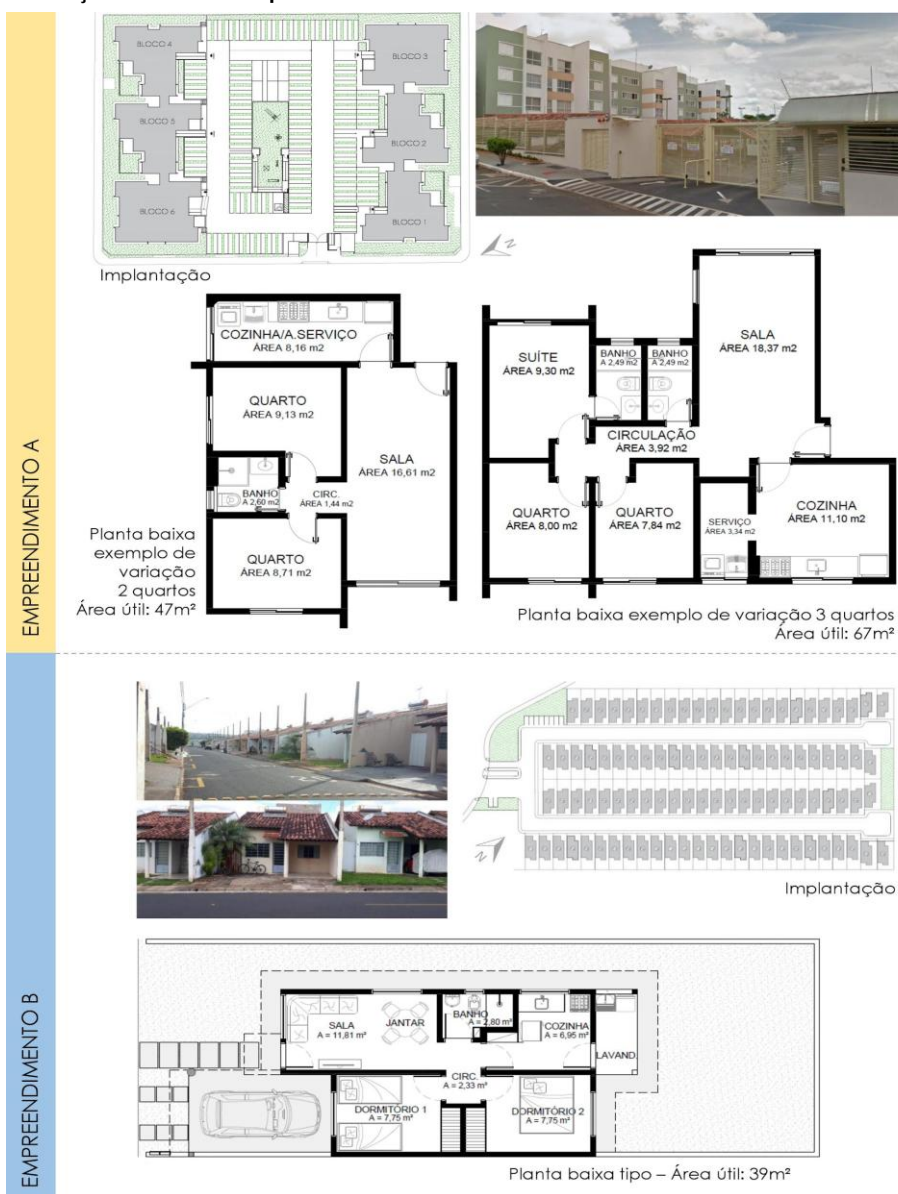 EMPREENDIMENTO A
BLOCO 4
BLOCO 3
BLOCO 5
BLOCO 2
BLOCO 6
BLOCO 1
Implantação
COZINHA/A.SERVIÇO
ÁREA 8,16 m2
QUARTO
ÁREA 9,13 m2
SALA
ÁREA 16,61 m2
BANHO
A 2,60 m2
CIRC.
ÁREA 1,44 m2
QUARTO
ÁREA 8,71 m2
Planta baixa
exemplo de
variação
2 quartos
Área útil: 47m²
SUÍTE
ÁREA 9,30 m2
BANHO
A 2,49 m2
BANHO
A 2,49 m2
SALA
ÁREA 18,37 m2
CIRCULAÇÃO
ÁREA 3,92 m2
QUARTO
ÁREA 8,00 m2
QUARTO
ÁREA 7,84 m2
SERVIÇO
ÁREA 3,34 m2
COZINHA
ÁREA 11,10 m2
Planta baixa exemplo de variação 3 quartos
Área útil: 67m²
EMPREENDIMENTO B
Implantação
SALA
A = 11,81 m²
JANTAR
BANHO
A = 2,80 m²
COZINHA
A = 6,95 m²
LAVAND.
CIRC.
A = 2,33 m²
DORMITÓRIO 1
A = 7,75 m²
DORMITÓRIO 2
A = 7,75 m²
Planta baixa tipo – Área útil: 39m²